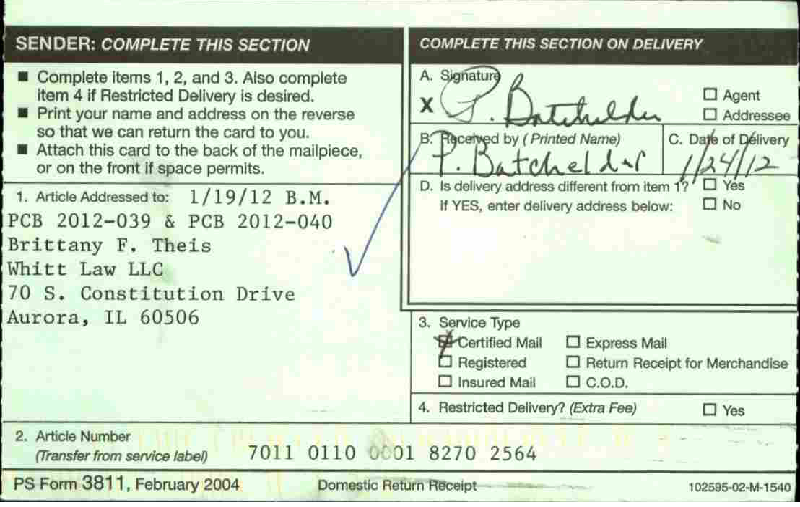 SENDER: COMPLETE THIS SECTION
■ Complete items 1, 2, and 3. Also complete
item 4 if Restricted Delivery is desired.
■ Print your name and address on the reverse
so that we can return the card to you.
■ Attach this card to the back of the mailpiece,
or on the front if space permits.
1. Article Addressed to: 1/19/12 B.M.
PCB 2012-039 & PCB 2012-040
Brittany F. Theis
Whitt Law LLC
70 S. Constitution Drive
Aurora, IL 60506
2. Article Number
(Transfer from service label) 7011 0110 0001 8270 2564
COMPLETE THIS SECTION ON DELIVERY
A. Signature
X P. Batchelder
☐ Agent
☐ Addressee
B. Received by (Printed Name)
P. Batchelder
C. Date of Delivery
1/24/12
D. Is delivery address different from item 1? ☐ Yes
If YES, enter delivery address below: ☐ No
3. Service Type
☒ Certified Mail ☐ Express Mail
☐ Registered ☐ Return Receipt for Merchandise
☐ Insured Mail ☐ C.O.D.
4. Restricted Delivery? (Extra Fee) ☐ Yes
PS Form 3811, February 2004 Domestic Return Receipt 102595-02-M-1540